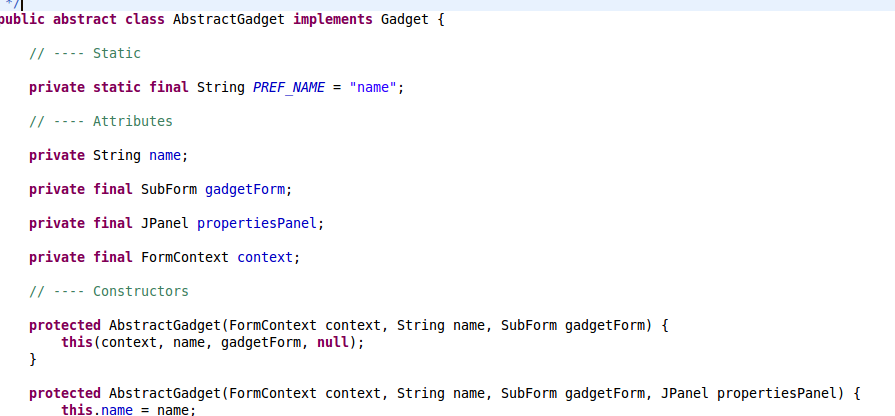 */
public abstract class AbstractGadget implements Gadget {
// ---- Static
private static final String PREF_NAME = "name";
// ---- Attributes
private String name;
private final SubForm gadgetForm;
private final JPanel propertiesPanel;
private final FormContext context;
// ---- Constructors
protected AbstractGadget(FormContext context, String name, SubForm gadgetForm) {
this(context, name, gadgetForm, null);
}
protected AbstractGadget(FormContext context, String name, SubForm gadgetForm, JPanel propertiesPanel) {
this.name = name;